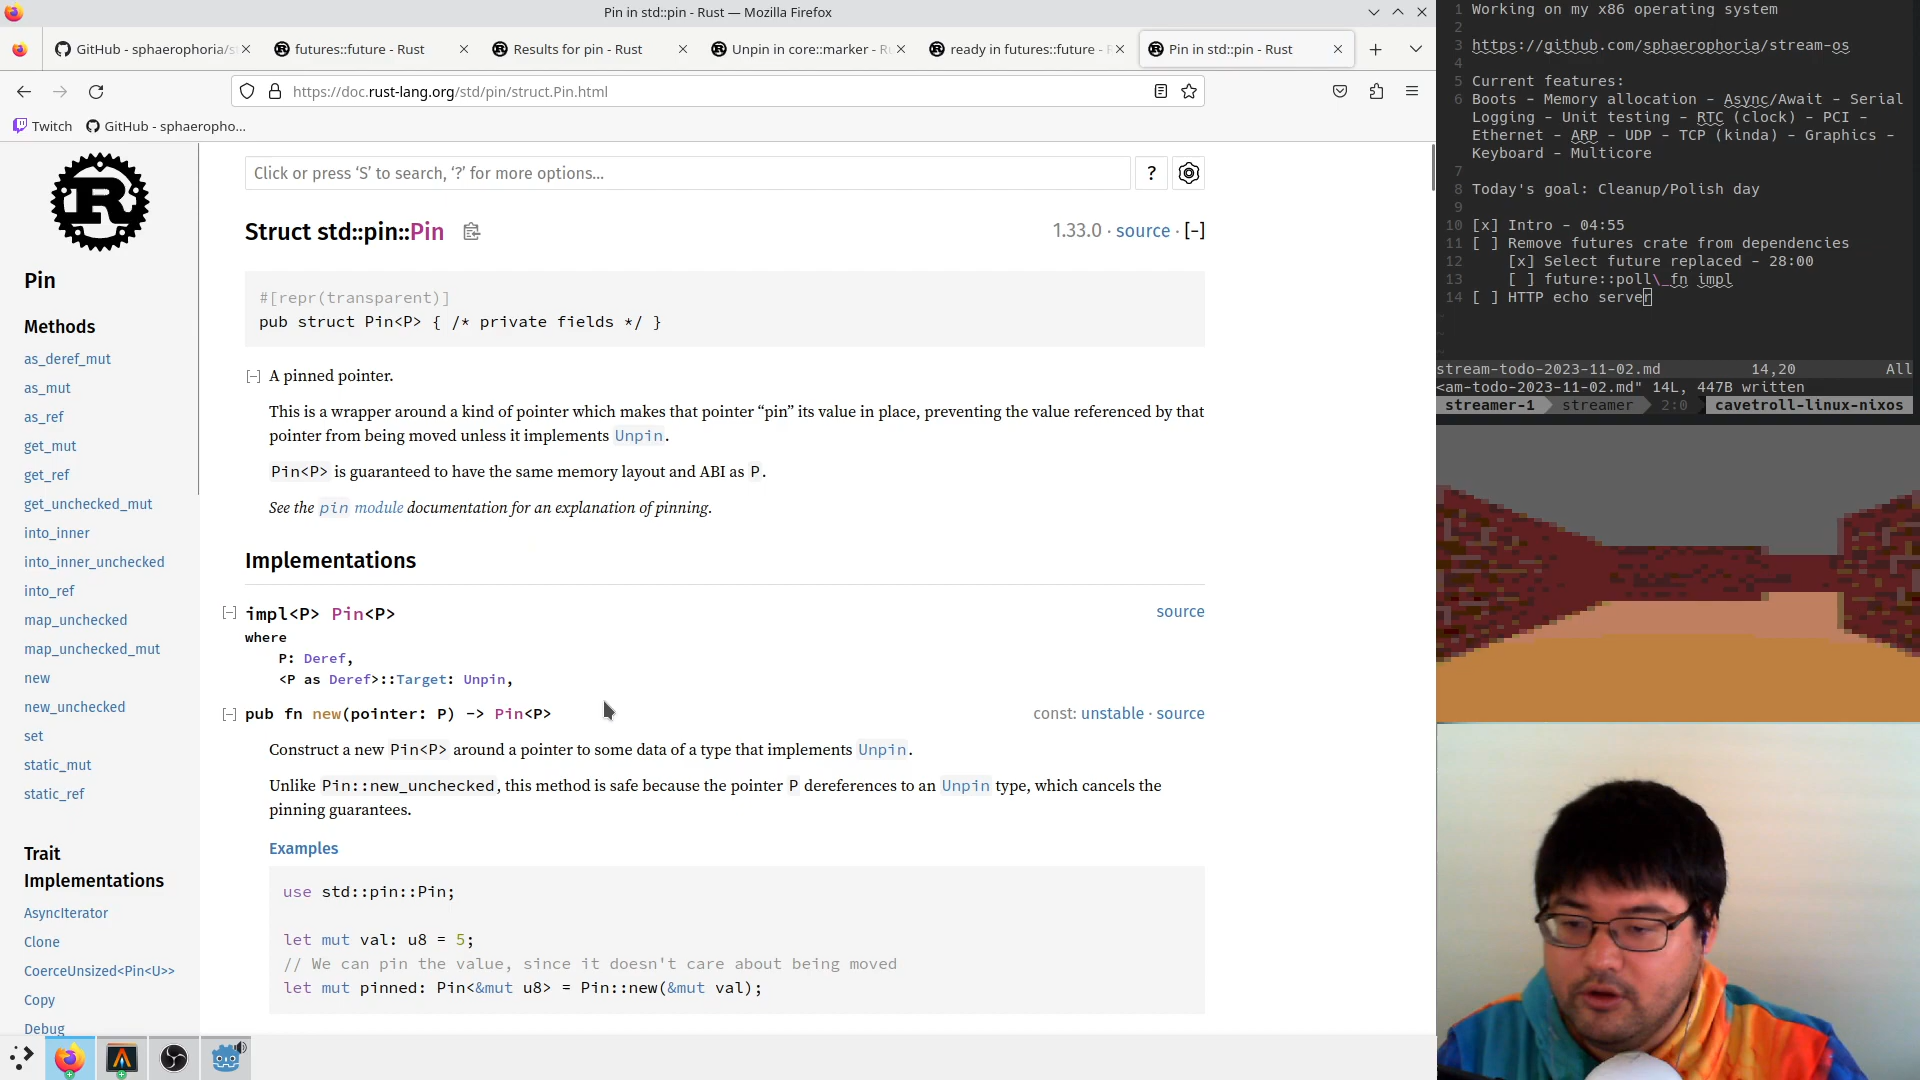 Pin in std::pin - Rust — Mozilla Firefox
GitHub - sphaerophoria/s
futures::future - Rust
Results for pin - Rust
Unpin in core::marker - Ru
ready in futures::future - R
Pin in std::pin - Rust
https://doc.rust-lang.org/std/pin/struct.Pin.html
Twitch
GitHub - sphaeropho...
Click or press ‘S’ to search, ‘?’ for more options...
?
R
Pin
Methods
as_deref_mut
as_mut
as_ref
get_mut
get_ref
get_unchecked_mut
into_inner
into_inner_unchecked
into_ref
map_unchecked
map_unchecked_mut
new
new_unchecked
set
static_mut
static_ref
Trait
Implementations
AsyncIterator
Clone
CoerceUnsized<Pin<U>>
Copy
Debug
Struct std::pin::Pin
1.33.0 · source · [-]
#[repr(transparent)]
pub struct Pin<P> { /* private fields */ }
[-] A pinned pointer.
This is a wrapper around a kind of pointer which makes that pointer “pin” its value in place, preventing the value referenced by that
pointer from being moved unless it implements Unpin.
Pin<P> is guaranteed to have the same memory layout and ABI as P.
See the pin module documentation for an explanation of pinning.
Implementations
[-] impl<P> Pin<P>
source
where
P: Deref,
<P as Deref>::Target: Unpin,
[-] pub fn new(pointer: P) -> Pin<P>
const: unstable · source
Construct a new Pin<P> around a pointer to some data of a type that implements Unpin.
Unlike Pin::new_unchecked, this method is safe because the pointer P dereferences to an Unpin type, which cancels the
pinning guarantees.
Examples
use std::pin::Pin;
let mut val: u8 = 5;
// We can pin the value, since it doesn't care about being moved
let mut pinned: Pin<&mut u8> = Pin::new(&mut val);
1 Working on my x86 operating system
2
3 https://github.com/sphaerophoria/stream-os
4
5 Current features:
6 Boots - Memory allocation - Async/Await - Serial
Logging - Unit testing - RTC (clock) - PCI -
Ethernet - ARP - UDP - TCP (kinda) - Graphics -
Keyboard - Multicore
7
8 Today's goal: Cleanup/Polish day
9
10 [x] Intro - 04:55
11 [ ] Remove futures crate from dependencies
12 [x] Select future replaced - 28:00
13 [ ] future::poll\_fn impl
14 [ ] HTTP echo server
~
~
stream-todo-2023-11-02.md 14,20 All
<am-todo-2023-11-02.md" 14L, 447B written
streamer-1 streamer 2:0 cavetroll-linux-nixos